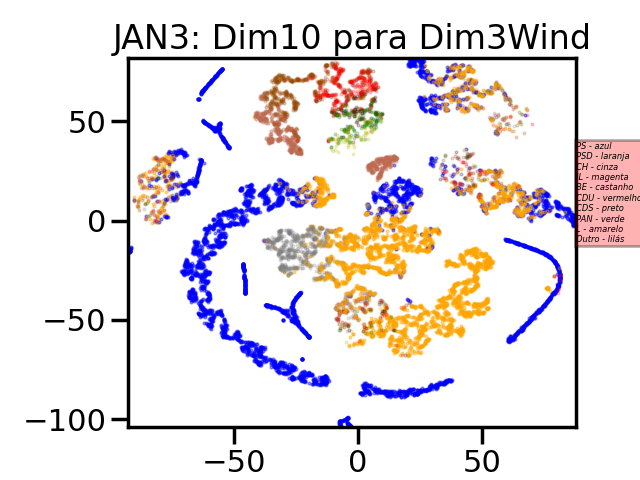 JAN3: Dim10 para Dim3Wind
50
0
−50
−100
−50
0
50
PS - azul
PSD - laranja
CH - cinza
IL - magenta
BE - castanho
CDU - vermelho
CDS - preto
PAN - verde
L - amarelo
Outro - lilás